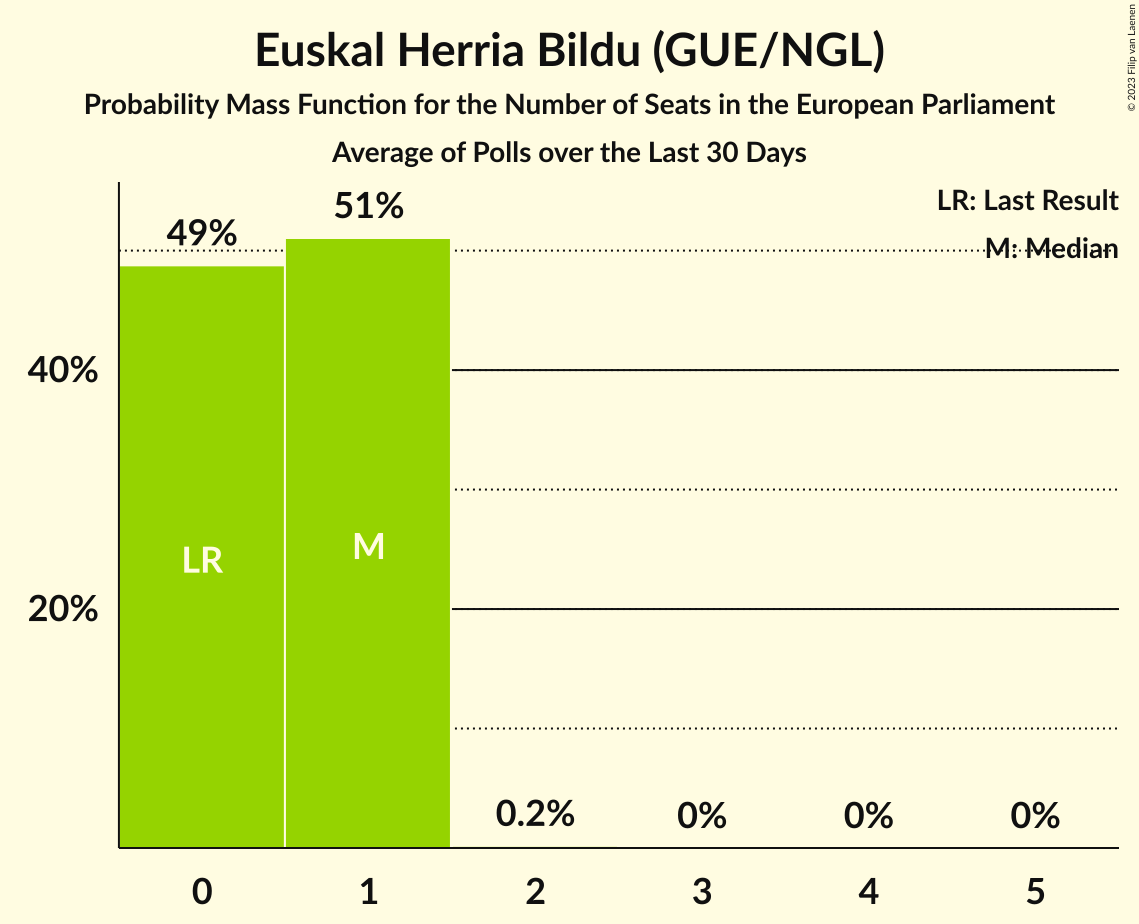 Euskal Herria Bildu (GUE/NGL)
Probability Mass Function for the Number of Seats in the European Parliament
Average of Polls over the Last 30 Days
© 2023 Filip van Laenen
LR: Last Result
M: Median
49%
51%
40%
20%
LR
M
0.2%
0%
0%
0%
0
1
2
3
4
5